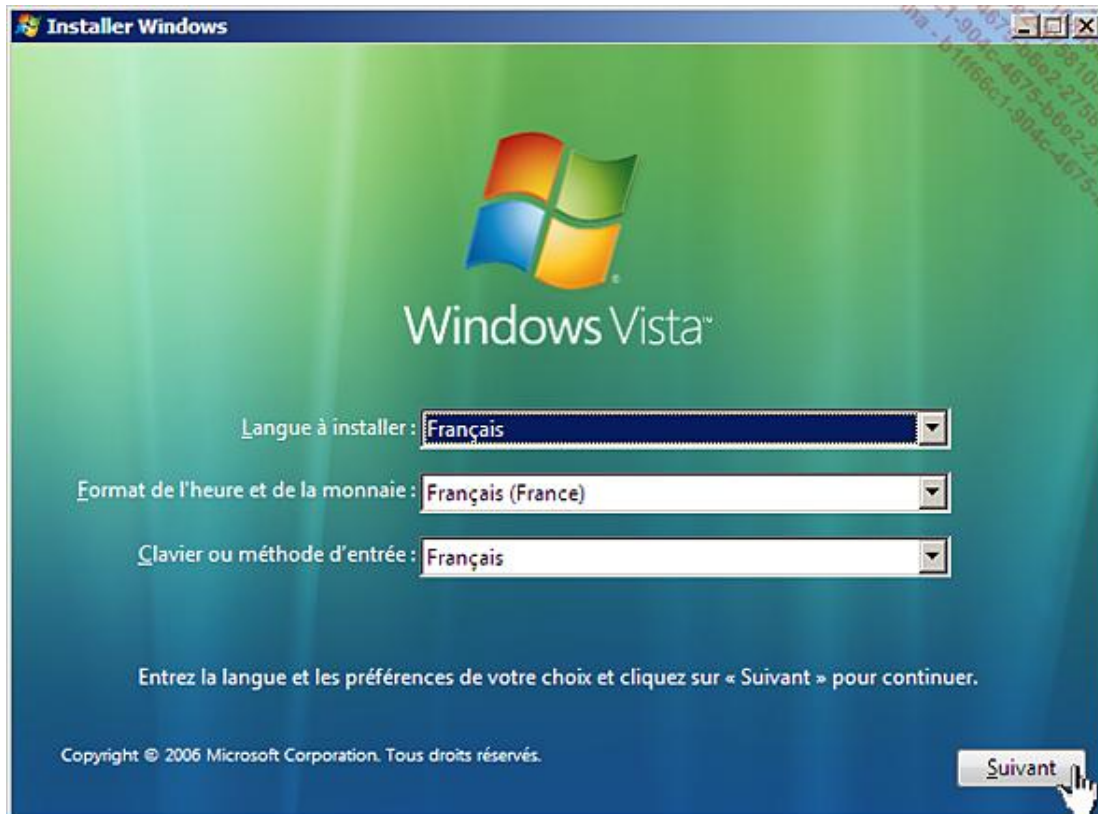 Installer Windows
Windows Vista™
Langue à installer : Français
Format de l'heure et de la monnaie : Français (France)
Clavier ou méthode d'entrée : Français
Entrez la langue et les préférences de votre choix et cliquez sur « Suivant » pour continuer.
Copyright © 2006 Microsoft Corporation. Tous droits réservés.
Suivant